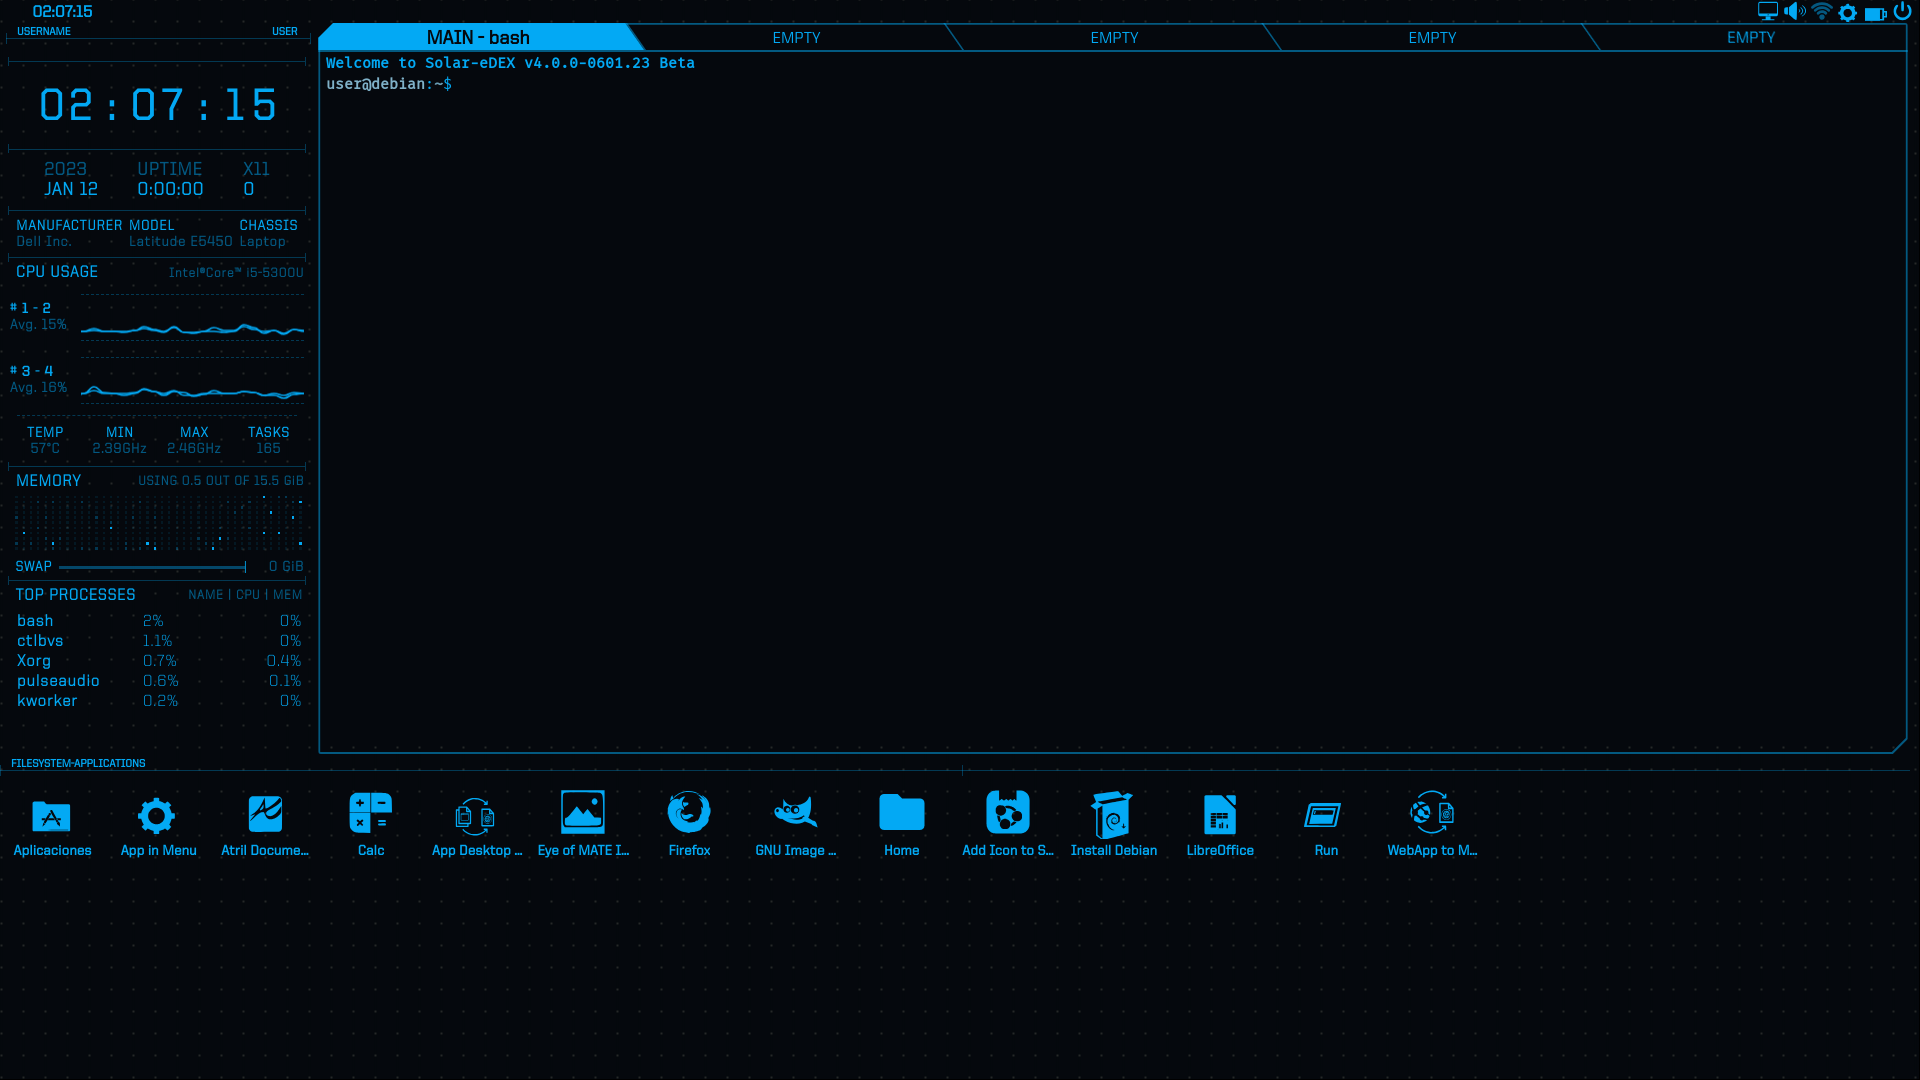 02:07:15
USERNAME USER
02:07:15
2023 UPTIME X11
JAN 12 0:00:00 0
MANUFACTURER MODEL CHASSIS
Dell Inc. Latitude E5450 Laptop
CPU USAGE Intel®Core™ i5-5300U
# 1 - 2
Avg. 15%
# 3 - 4
Avg. 16%
TEMP MIN MAX TASKS
57°C 2.39GHz 2.46GHz 165
MEMORY USING 0.5 OUT OF 15.5 GiB
SWAP 0 GiB
TOP PROCESSES NAME | CPU | MEM
bash 2% 0%
ctlbvs 1.1% 0%
Xorg 0.7% 0.4%
pulseaudio 0.6% 0.1%
kworker 0.2% 0%
MAIN - bash EMPTY EMPTY EMPTY EMPTY
Welcome to Solar-eDEX v4.0.0-0601.23 Beta
user@debian:~$
FILESYSTEM-APPLICATIONS
Aplicaciones App in Menu Atril Docume... Calc App Desktop ... Eye of MATE I... Firefox GNU Image ... Home Add Icon to S... Install Debian LibreOffice Run WebApp to M...